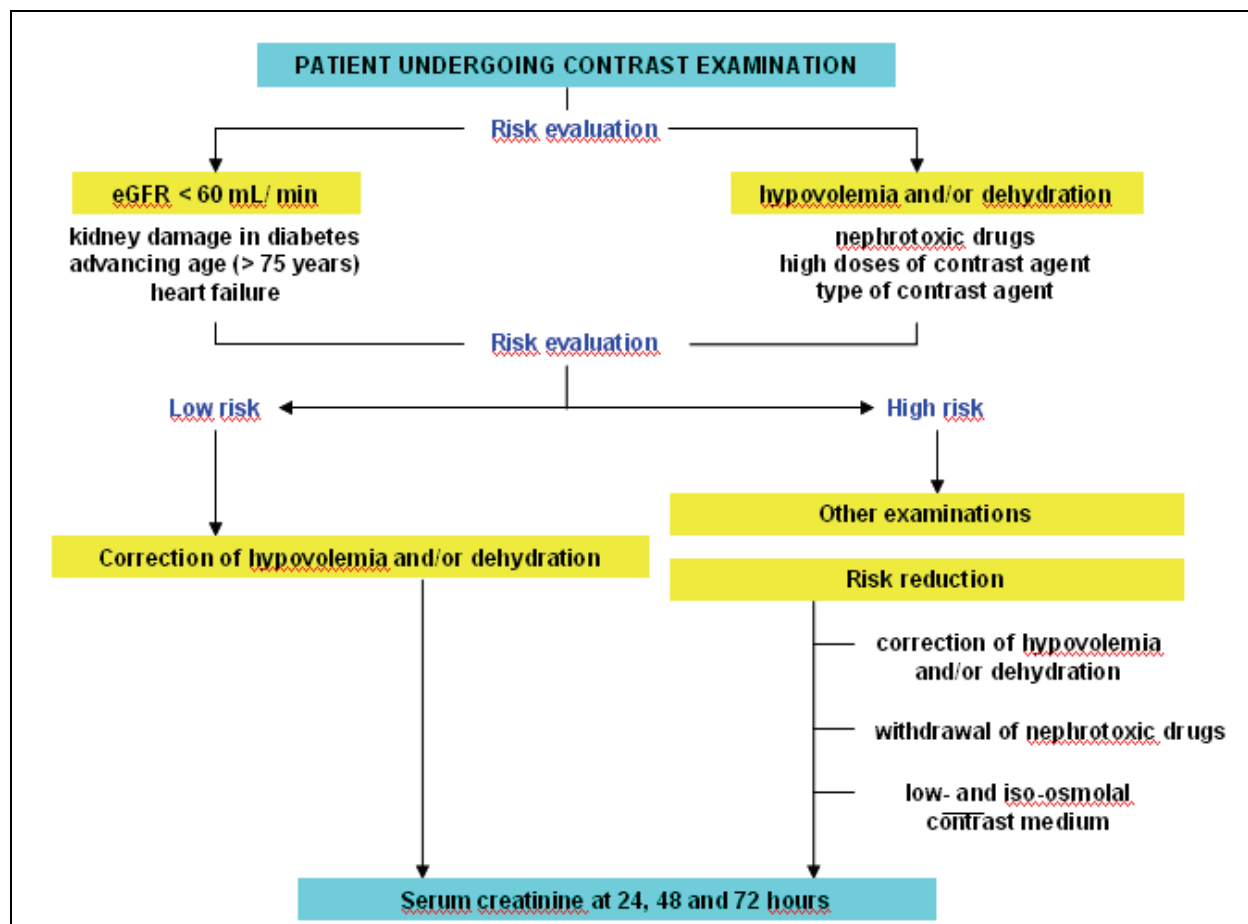 PATIENT UNDERGOING CONTRAST EXAMINATION
Risk evaluation
eGFR < 60 mL/ min
kidney damage in diabetes
advancing age (> 75 years)
heart failure
hypovolemia and/or dehydration
nephrotoxic drugs
high doses of contrast agent
type of contrast agent
Risk evaluation
Low risk
High risk
Correction of hypovolemia and/or dehydration
Other examinations
Risk reduction
correction of hypovolemia
and/or dehydration
withdrawal of nephrotoxic drugs
low- and iso-osmolal
contrast medium
Serum creatinine at 24, 48 and 72 hours